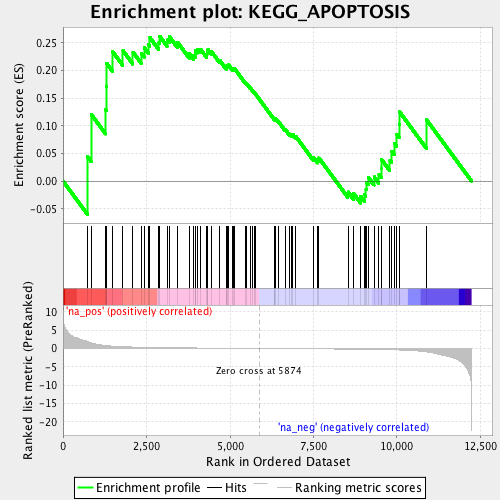 Enrichment plot: KEGG_APOPTOSIS
Enrichment score (ES)
0.25
0.20
0.15
0.10
0.05
0.00
-0.05
'na_pos' (positively correlated)
Ranked list metric (PreRanked)
10
5
0
-5
-10
-15
-20
Zero cross at 5874
'na_neg' (negatively correlated)
0
2,500
5,000
7,500
10,000
12,500
Rank in Ordered Dataset
Enrichment profile
Hits
Ranking metric scores